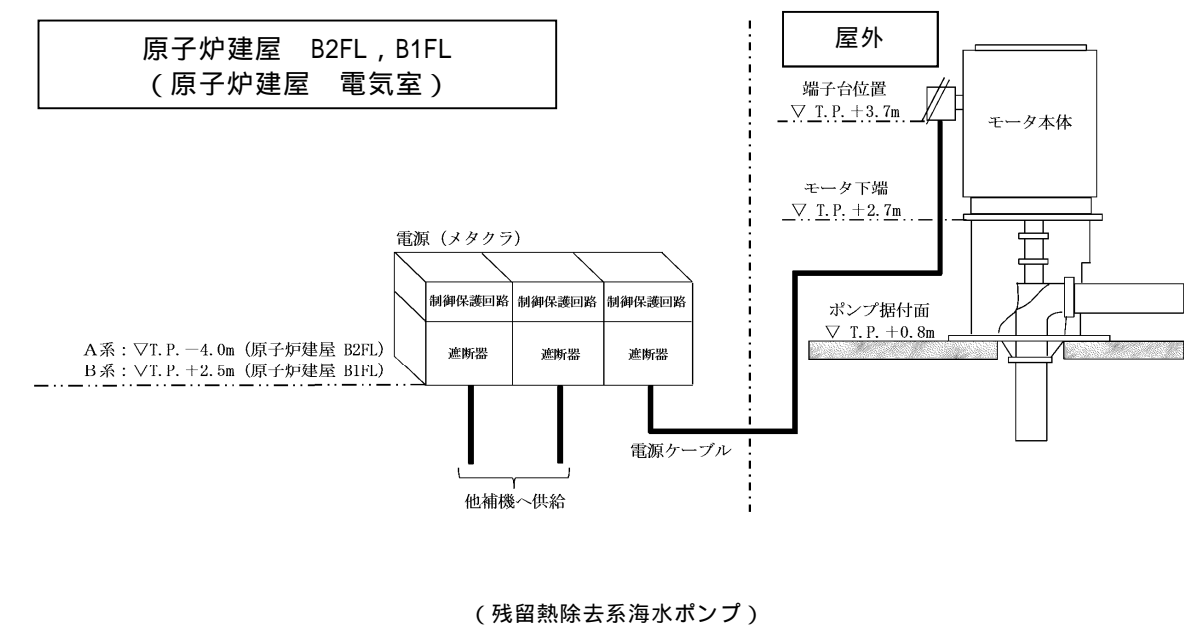 原子炉建屋　B2FL , B1FL
( 原子炉建屋　電気室 )
屋外
端子台位置
▽ T.P.＋3.7m
モータ本体
モータ下端
▽ T.P.＋2.7m
電源（メタクラ）
制御保護回路 制御保護回路 制御保護回路
遮断器 遮断器 遮断器
ポンプ据付面
▽ T.P.＋0.8m
A系：▽T.P.－4.0m（原子炉建屋 B2FL）
B系：▽T.P.＋2.5m（原子炉建屋 B1FL）
電源ケーブル
他補機へ供給
( 残留熱除去系海水ポンプ )